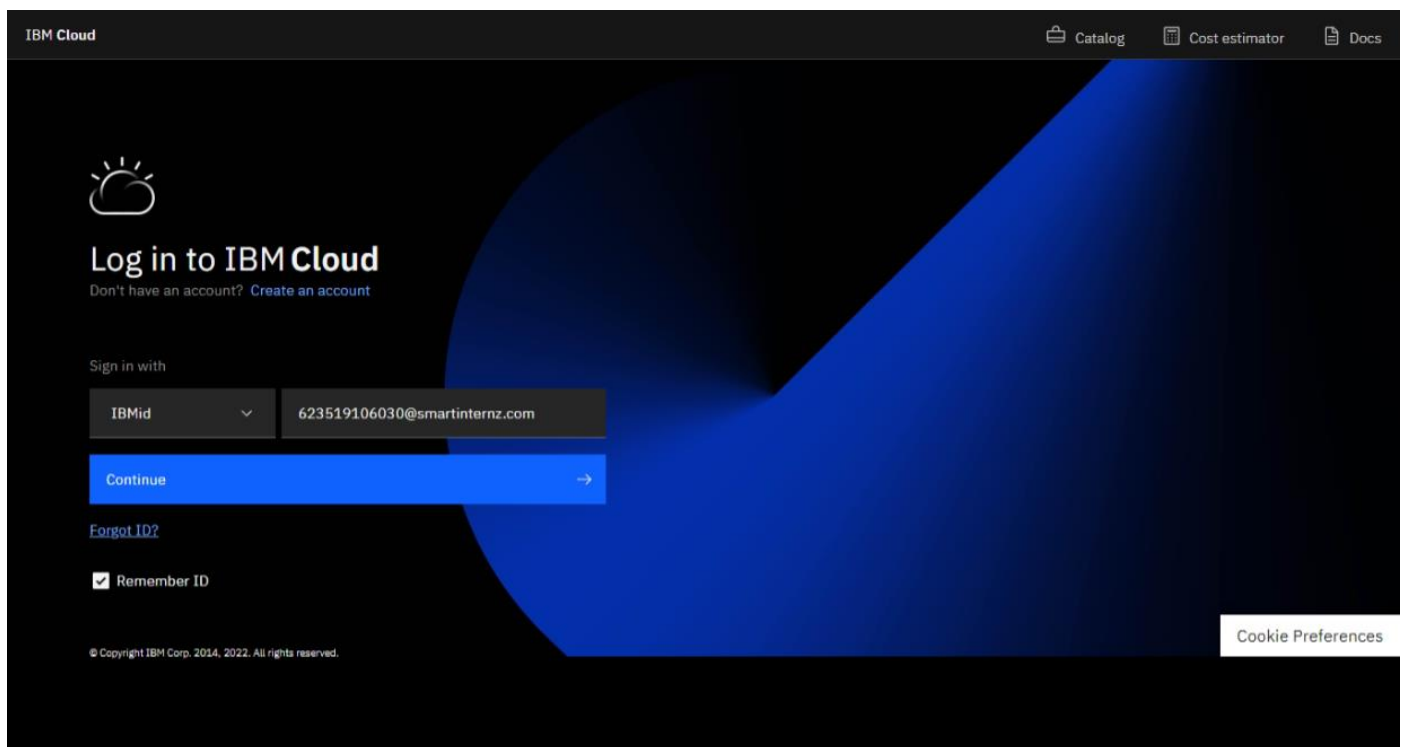 IBM Cloud
Catalog
Cost estimator
Docs
Log in to IBM Cloud
Don't have an account? Create an account
Sign in with
IBMid
623519106030@smartinternz.com
Continue
Forgot ID?
Remember ID
Cookie Preferences
© Copyright IBM Corp. 2014, 2022. All rights reserved.